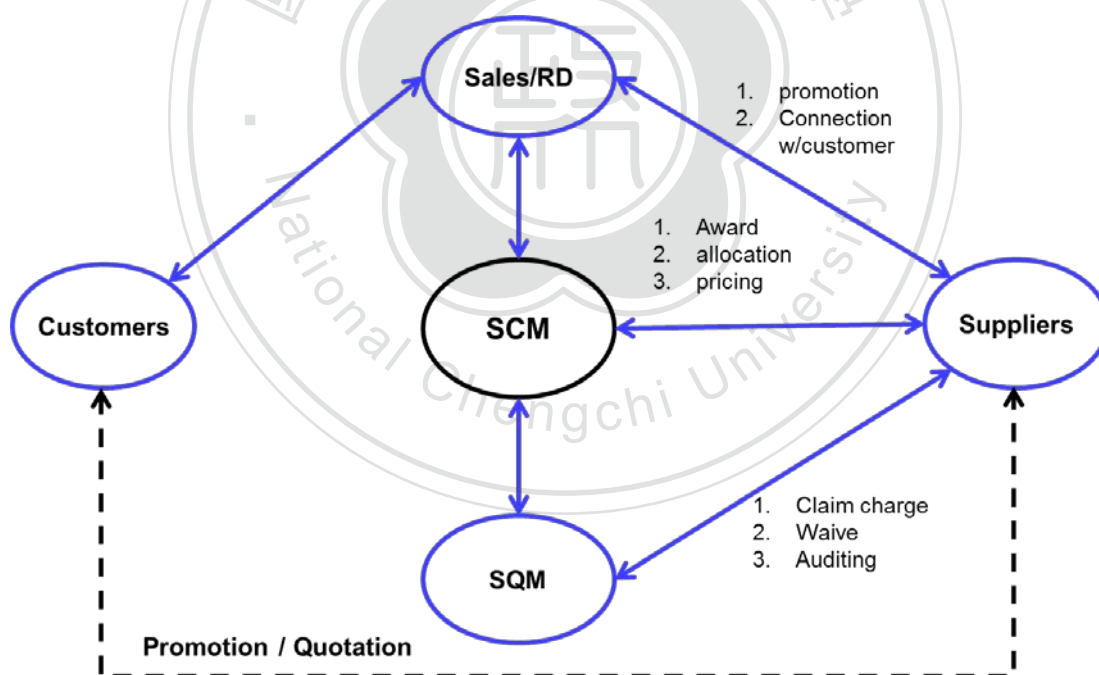 Sales/RD
1. promotion
2. Connection
w/customer
1. Award
2. allocation
3. pricing
Customers
SCM
Suppliers
National Chengchi University
1. Claim charge
2. Waive
3. Auditing
SQM
Promotion / Quotation